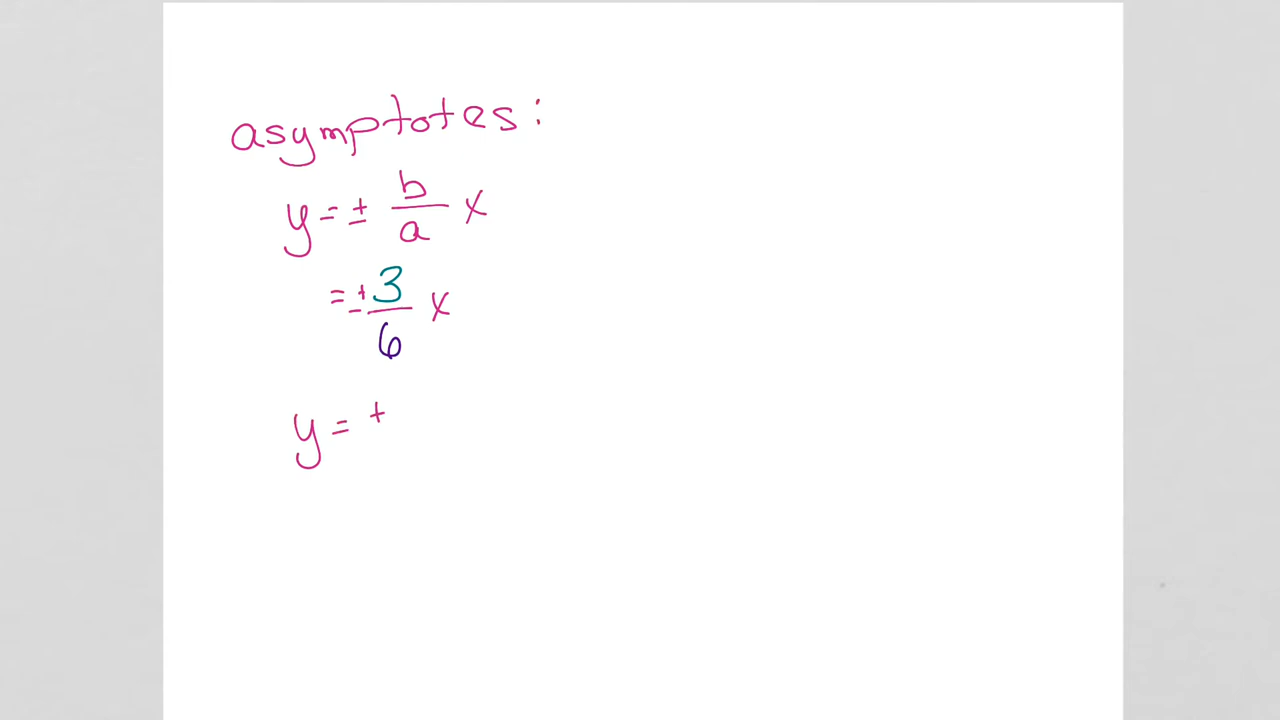 asymptotes:
y = ± b/a x
= ± 3/6 x
y = +